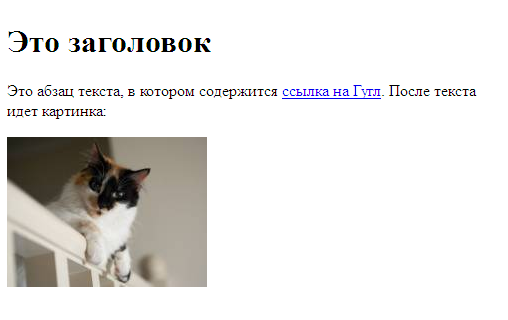 Это заголовок
Это абзац текста, в котором содержится ссылка на Гугл. После текста
идет картинка: